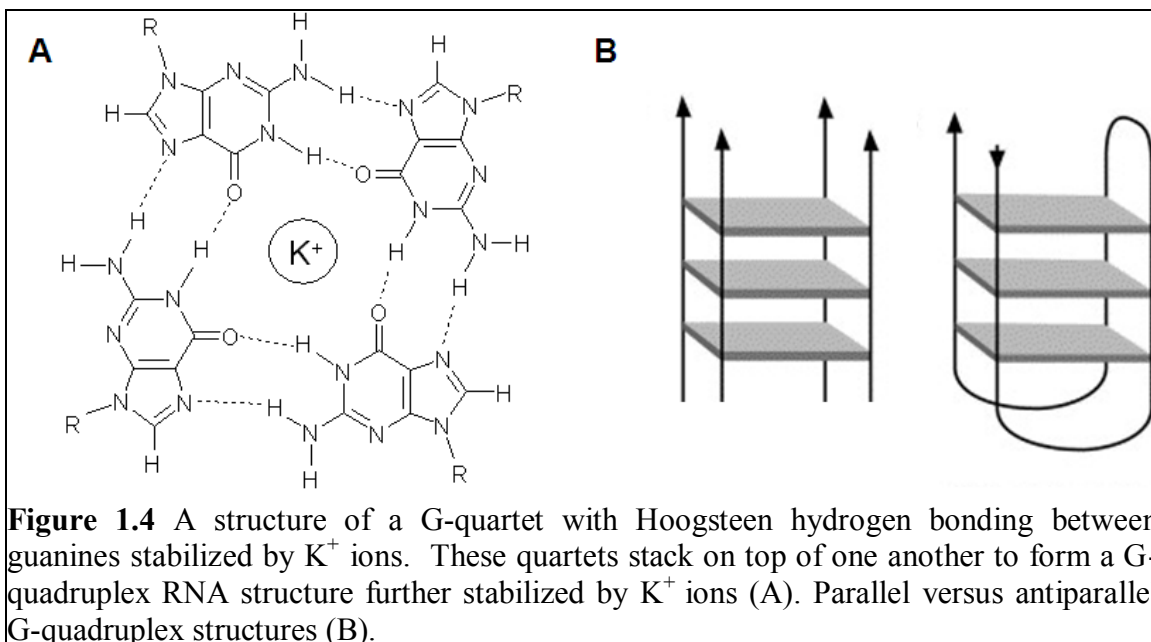 A R H H B
N N
N H N N R
H
N
N H O N
O
H N
H K⁺ H N H
H N
N H
O
N O H
N N
H
N N H
R N N N
H H R
Figure 1.4 A structure of a G-quartet with Hoogsteen hydrogen bonding between
guanines stabilized by K⁺ ions. These quartets stack on top of one another to form a G-
quadruplex RNA structure further stabilized by K⁺ ions (A). Parallel versus antiparalle
G-quadruplex structures (B).